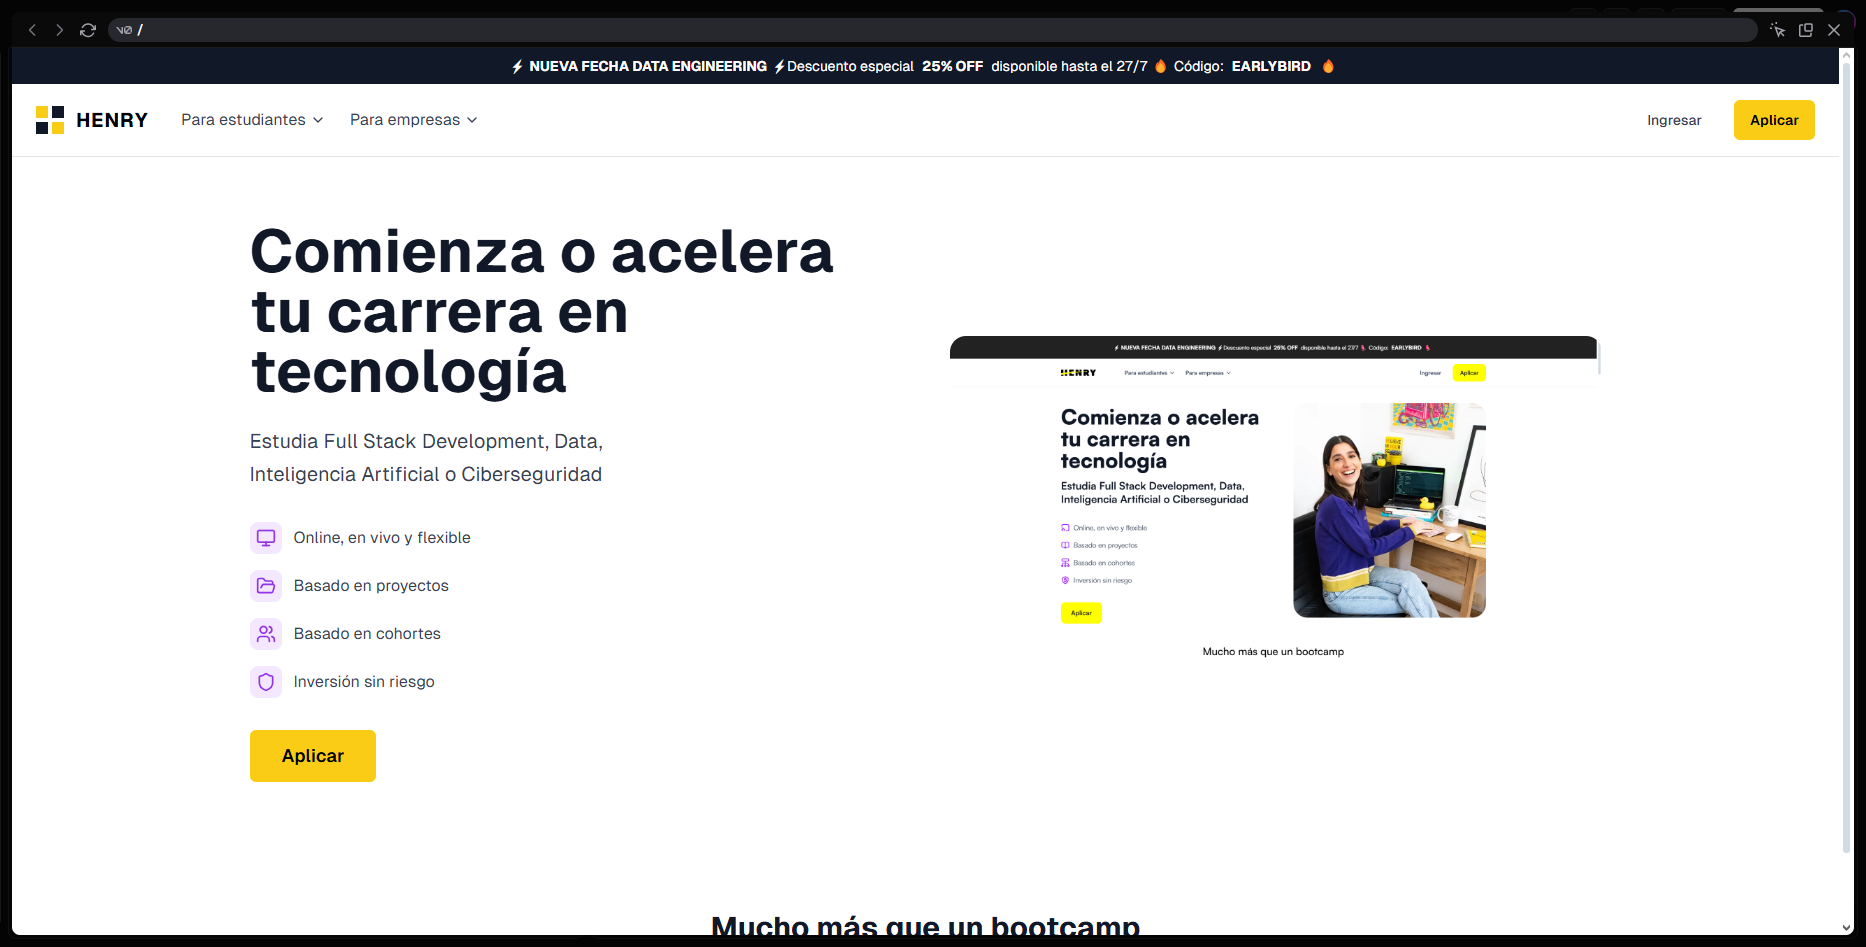 v0 /
⚡ NUEVA FECHA DATA ENGINEERING ⚡Descuento especial 25% OFF disponible hasta el 27/7 🔥 Código: EARLYBIRD 🔥
HENRY Para estudiantes Para empresas Ingresar Aplicar
Comienza o acelera
tu carrera en
tecnología
Estudia Full Stack Development, Data,
Inteligencia Artificial o Ciberseguridad
Online, en vivo y flexible
Basado en proyectos
Basado en cohortes
Inversión sin riesgo
Aplicar
⚡ NUEVA FECHA DATA ENGINEERING ⚡Descuento especial 25% OFF disponible hasta el 27/7 Código: EARLYBIRD
HENRY Para estudiantes Para empresas Ingresar Aplicar
Comienza o acelera
tu carrera en
tecnología
Estudia Full Stack Development, Data,
Inteligencia Artificial o Ciberseguridad
Online, en vivo y flexible
Basado en proyectos
Basado en cohortes
Inversión sin riesgo
Aplicar
Mucho más que un bootcamp
Mucho más que un bootcamp